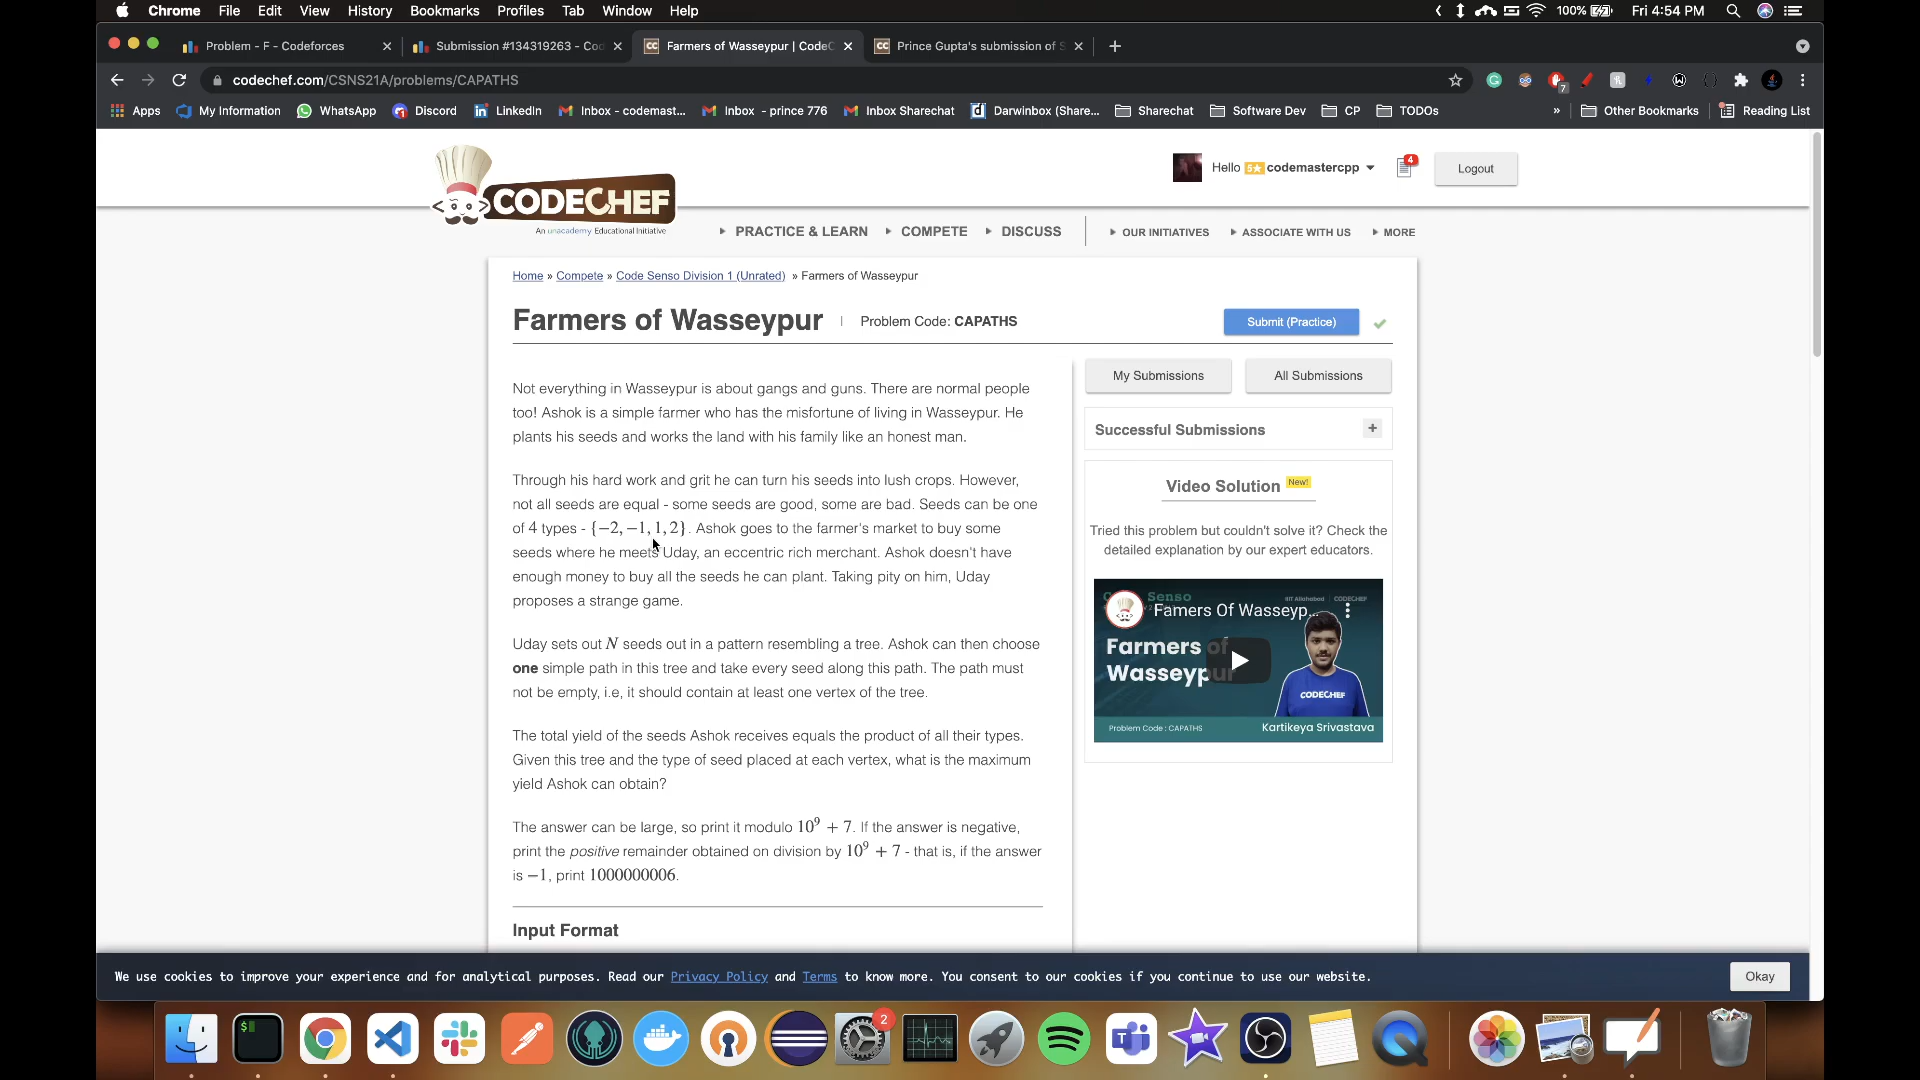 Chrome File Edit View History Bookmarks Profiles Tab Window Help 100% Fri 4:54 PM
Problem - F - Codeforces Submission #134319263 - Co Farmers of Wasseypur | CodeC Prince Gupta's submission of S
codechef.com/CSNS21A/problems/CAPATHS 7
Apps My Information WhatsApp Discord LinkedIn Inbox - codemast... Inbox - prince 776 Inbox Sharechat Darwinbox (Share... Sharechat Software Dev CP TODOs » Other Bookmarks Reading List
CODECHEF
An unacademy Educational Initiative
Hello 5★ codemastercpp 4 Logout
PRACTICE & LEARN COMPETE DISCUSS OUR INITIATIVES ASSOCIATE WITH US MORE
Home » Compete » Code Senso Division 1 (Unrated) » Farmers of Wasseypur
Farmers of Wasseypur | Problem Code: CAPATHS
Submit (Practice)
Not everything in Wasseypur is about gangs and guns. There are normal people
too! Ashok is a simple farmer who has the misfortune of living in Wasseypur. He
plants his seeds and works the land with his family like an honest man.
Through his hard work and grit he can turn his seeds into lush crops. However,
not all seeds are equal - some seeds are good, some are bad. Seeds can be one
of 4 types - {−2, −1, 1, 2}. Ashok goes to the farmer's market to buy some
seeds where he meets Uday, an eccentric rich merchant. Ashok doesn't have
enough money to buy all the seeds he can plant. Taking pity on him, Uday
proposes a strange game.
Uday sets out N seeds out in a pattern resembling a tree. Ashok can then choose
one simple path in this tree and take every seed along this path. The path must
not be empty, i.e, it should contain at least one vertex of the tree.
The total yield of the seeds Ashok receives equals the product of all their types.
Given this tree and the type of seed placed at each vertex, what is the maximum
yield Ashok can obtain?
The answer can be large, so print it modulo 10⁹ + 7. If the answer is negative,
print the positive remainder obtained on division by 10⁹ + 7 - that is, if the answer
is −1, print 1000000006.
Input Format
My Submissions All Submissions
Successful Submissions +
Video Solution New!
Tried this problem but couldn't solve it? Check the
detailed explanation by our expert educators.
Famers Of Wasseyp...
IIIT Allahabad CODECHEF
Farmers of
Wasseypur
CODECHEF
Problem Code : CAPATHS Kartikeya Srivastava
We use cookies to improve your experience and for analytical purposes. Read our Privacy Policy and Terms to know more. You consent to our cookies if you continue to use our website. Okay
2